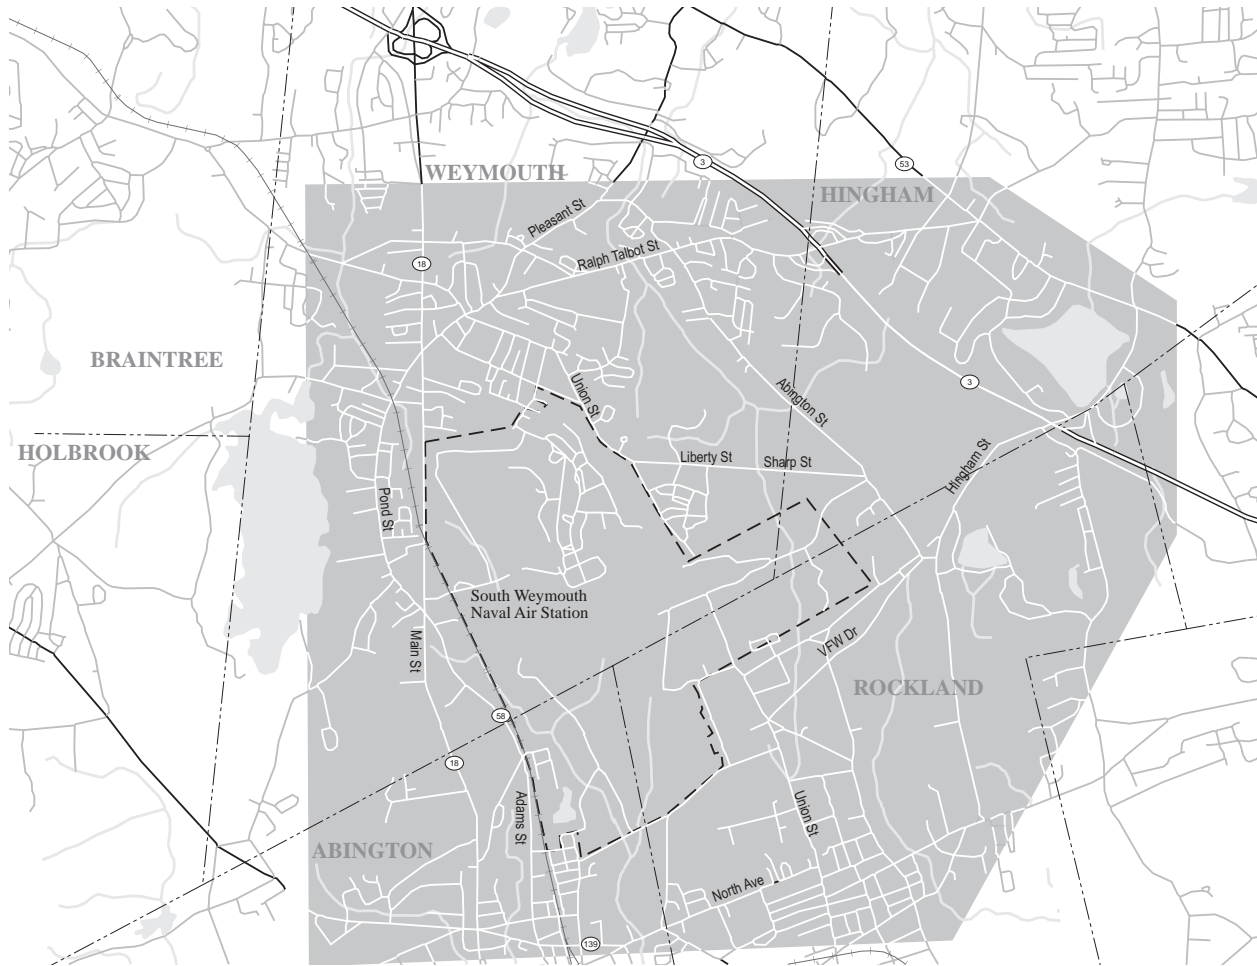 3
53
WEYMOUTH
HINGHAM
Pleasant St
Ralph Talbot St
18
BRAINTREE
3
Union St
Abington St
HOLBROOK
Liberty St
Sharp St
Hingham St
Pond St
South Weymouth
Naval Air Station
Main St
VFW Dr
ROCKLAND
58
18
Adams St
Union St
ABINGTON
North Ave
139